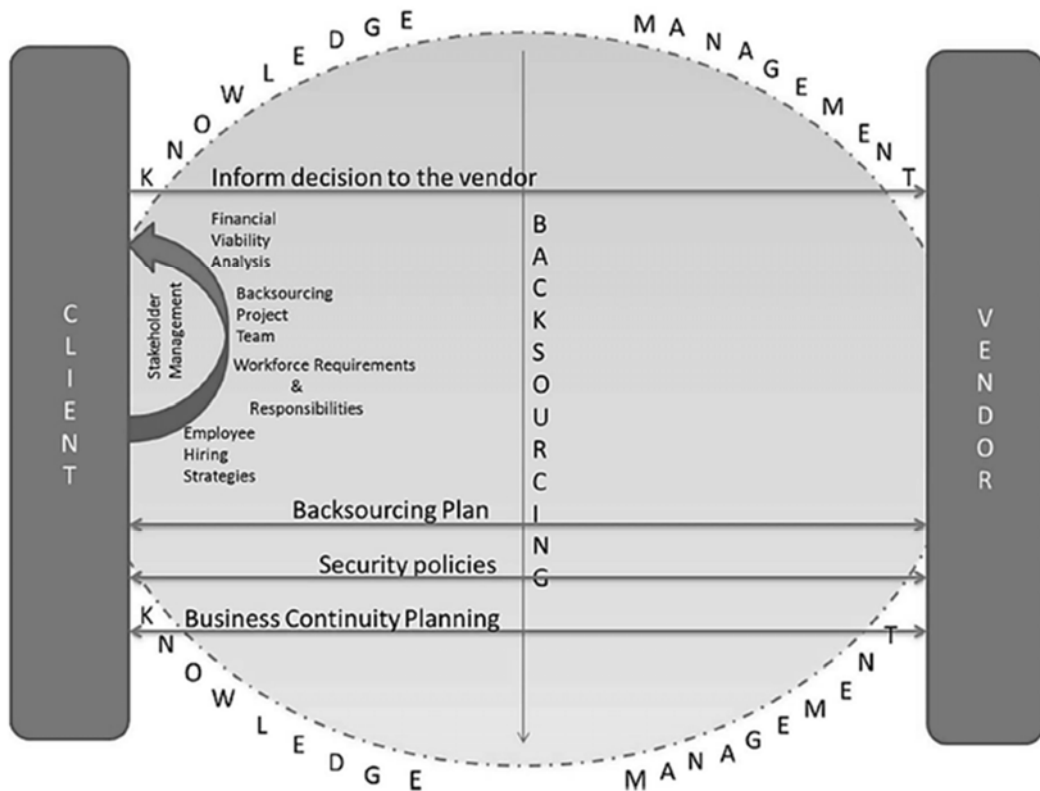 KNOWLEDGE MANAGEMENT
CLIENT
Inform decision to the vendor
Financial
Viability
Analysis
Stakeholder
Management
Backsourcing
Project
Team
Workforce Requirements
&
Responsibilities
Employee
Hiring
Strategies
BACKSOURCING
VENDOR
Backsourcing Plan
Security policies
Business Continuity Planning
KNOWLEDGE MANAGEMENT